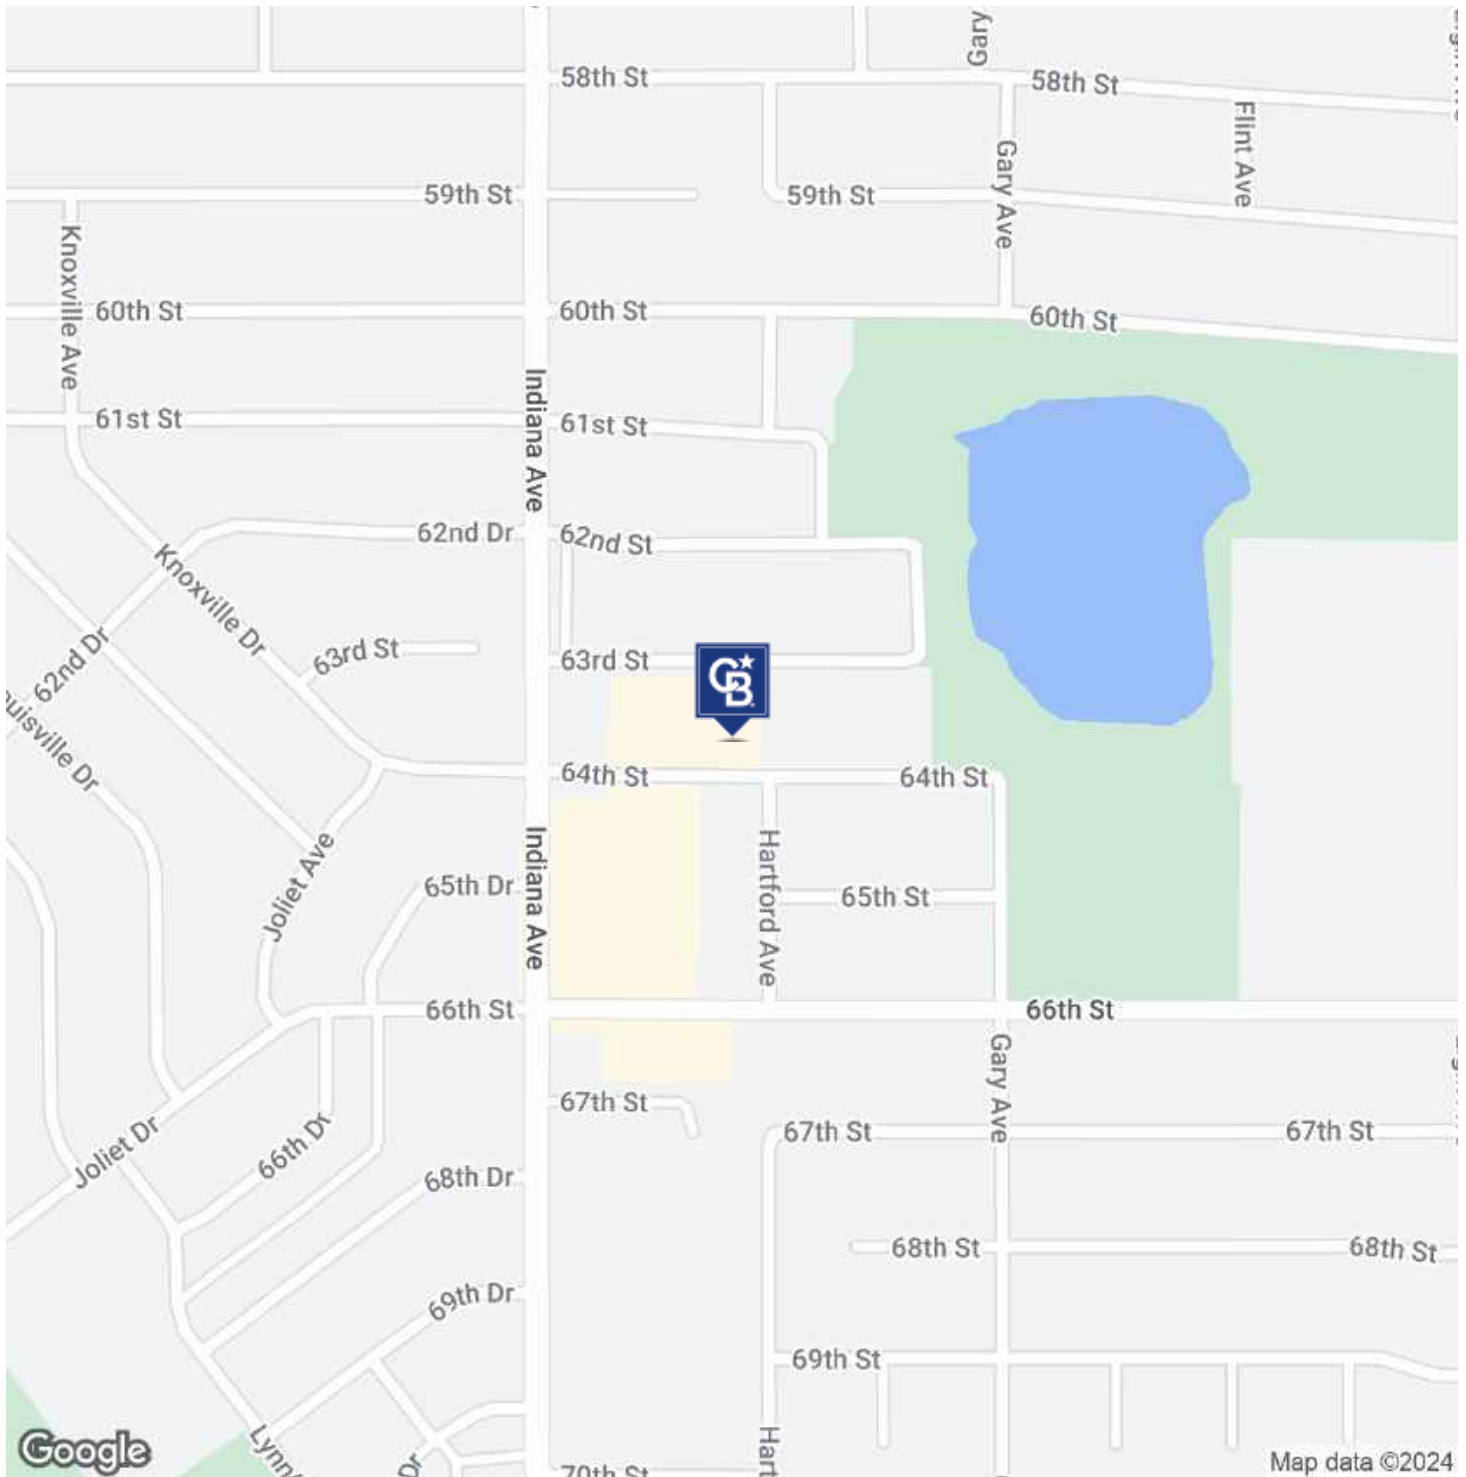 Gary
58th St
58th St
Flint Ave
Gary Ave
59th St
59th St
Knoxville Ave
60th St
60th St
60th St
Indiana Ave
61st St
61st St
62nd Dr
62nd St
Knoxville Dr
63rd St
62nd Dr
63rd St
CB
64th St
64th St
Indiana Ave
Hartford Ave
Joliet Ave
65th Dr
65th St
66th St
66th St
Gary Ave
67th St
67th St
67th St
Joliet Dr
66th Dr
68th Dr
68th St
68th St
69th Dr
69th St
Dr
70th St
Google
Map data ©2024